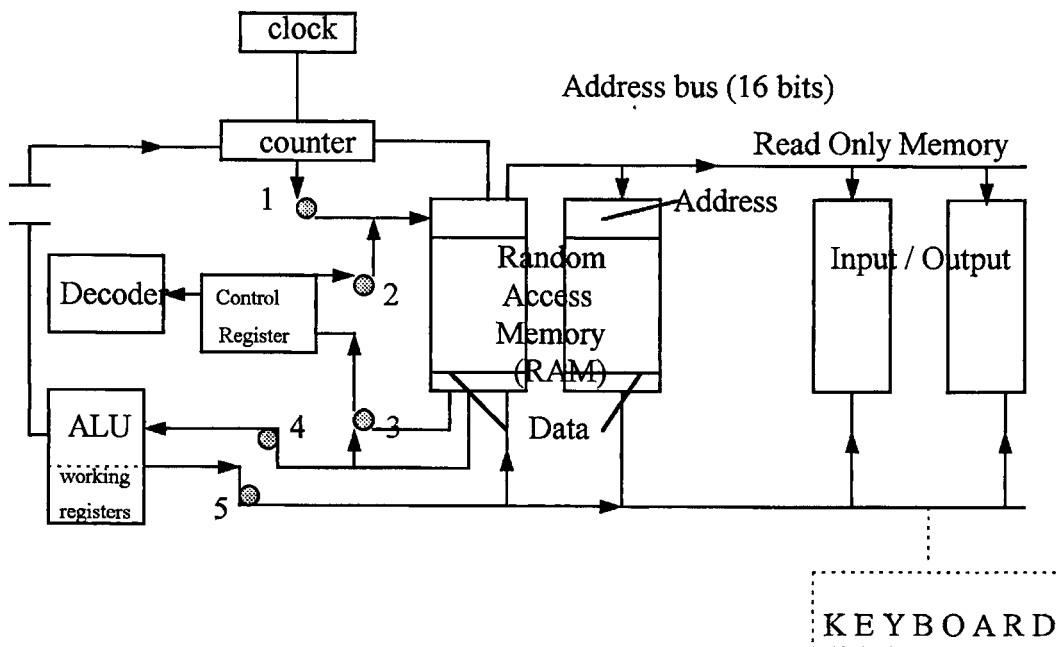 clock
Address bus (16 bits)
counter
Read Only Memory
1
Address
Random
Access
Memory
(RAM)
Input / Output
Decoder
Control
Register
2
ALU
4
3
Data
working
registers
5
K E Y B O A R D